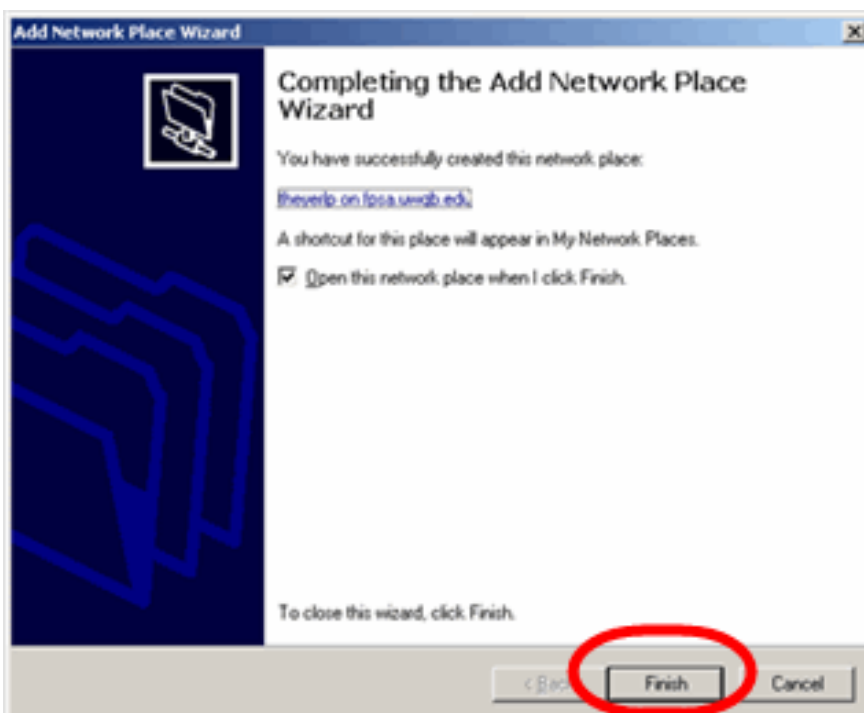 Add Network Place Wizard
Completing the Add Network Place
Wizard
You have successfully created this network place:
on fpsa.uwgb.edu
A shortcut for this place will appear in My Network Places.
Open this network place when I click Finish.
To close this wizard, click Finish.
< Back
Finish
Cancel